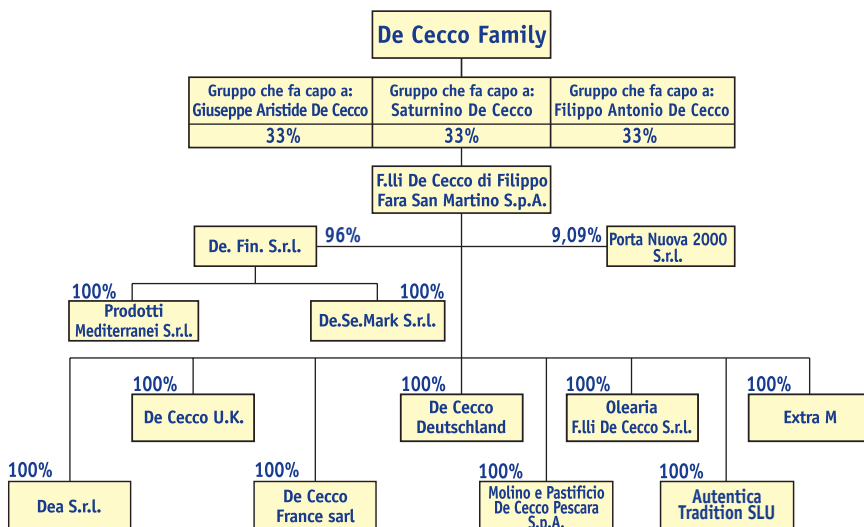 De Cecco Family
Gruppo che fa capo a:
Giuseppe Aristide De Cecco
33%
Gruppo che fa capo a:
Saturnino De Cecco
33%
Gruppo che fa capo a:
Filippo Antonio De Cecco
33%
F.lli De Cecco di Filippo
Fara San Martino S.p.A.
De. Fin. S.r.l.
96%
9,09%
Porta Nuova 2000
S.r.l.
100%
Prodotti
Mediterranei S.r.l.
100%
De.Se.Mark S.r.l.
100%
De Cecco U.K.
100%
De Cecco
Deutschland
100%
Olearia
F.lli De Cecco S.r.l.
100%
Extra M
100%
Dea S.r.l.
100%
De Cecco
France sarl
100%
Molino e Pastificio
De Cecco Pescara
S.p.A.
100%
Autentica
Tradition SLU